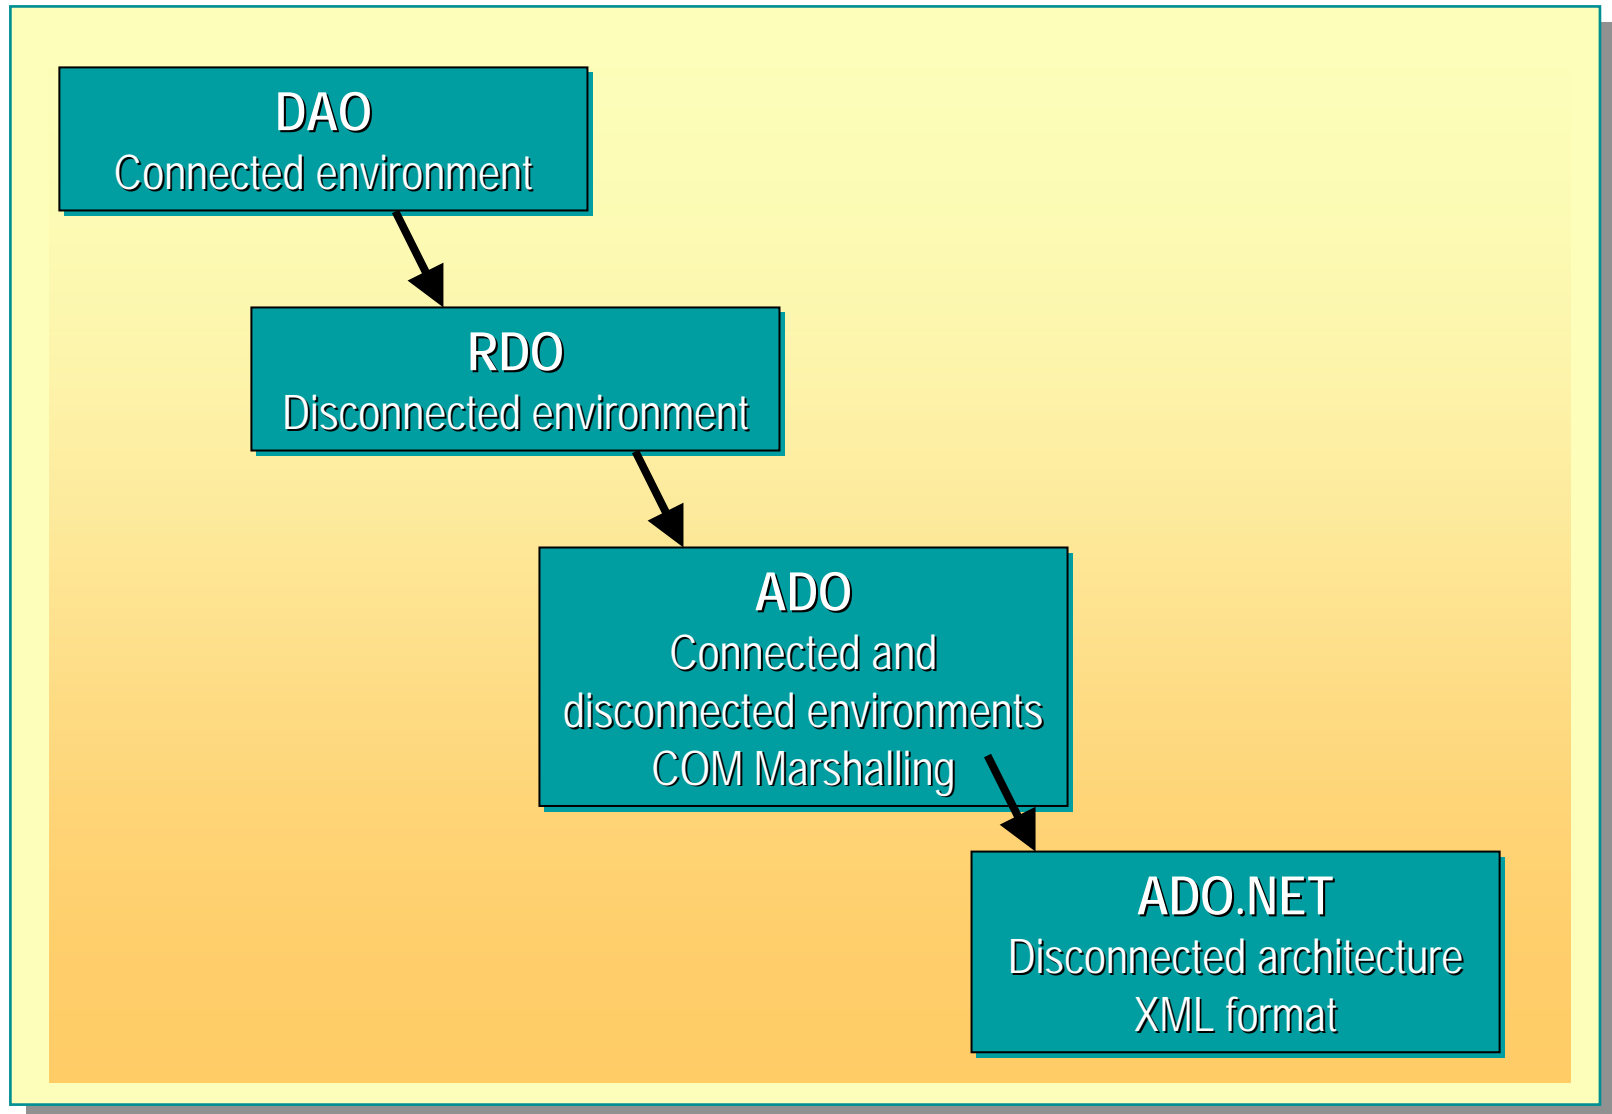 DAO
Connected environment
RDO
Disconnected environment
ADO
Connected and
disconnected environments
COM Marshalling
ADO.NET
Disconnected architecture
XML format